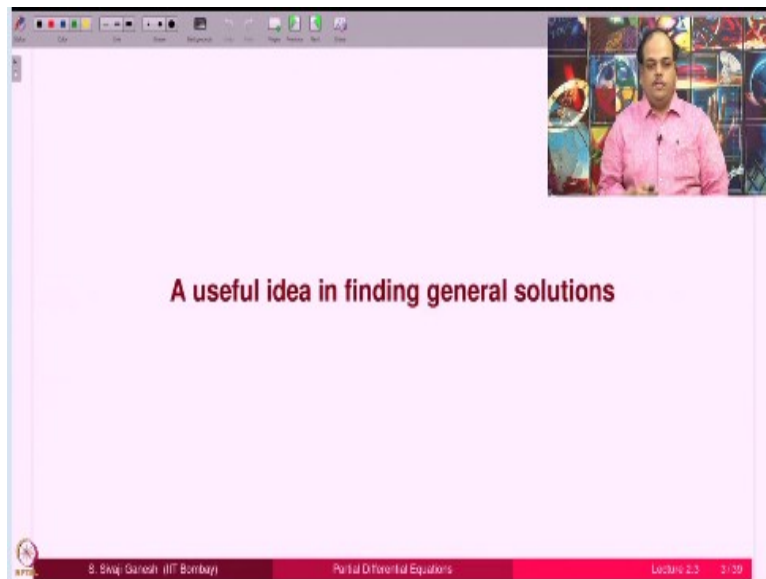 A useful idea in finding general solutions
S. Sivaji Ganesh (IIT Bombay) Partial Differential Equations Lecture 2.3 3/39